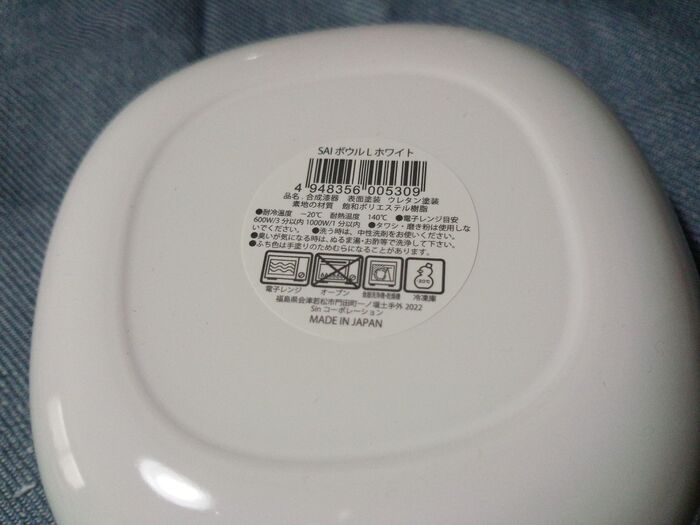 SAI ボウル L ホワイト
4 948356 005309
品名:合成漆器 表面塗装 ウレタン塗装
素地の材質 飽和ポリエステル樹脂
●耐冷温度 −20℃ 耐熱温度 140℃ ●電子レンジ目安
600W/3 分以内 1000W/1 分以内 ●タワシ・磨き粉は使用しな
いでください。 ●洗う時は、中性洗剤をお使いください。
●臭いが気になる時は、ぬるま湯・お酢等で洗浄して下さい。
●ふち色は手塗りのためむらになることがあります。
電子レンジ オーブン 食器洗浄機・乾燥機 冷凍庫
福島県会津若松市門田町一ノ堰土手外 2022
Sin コーポレーション
MADE IN JAPAN